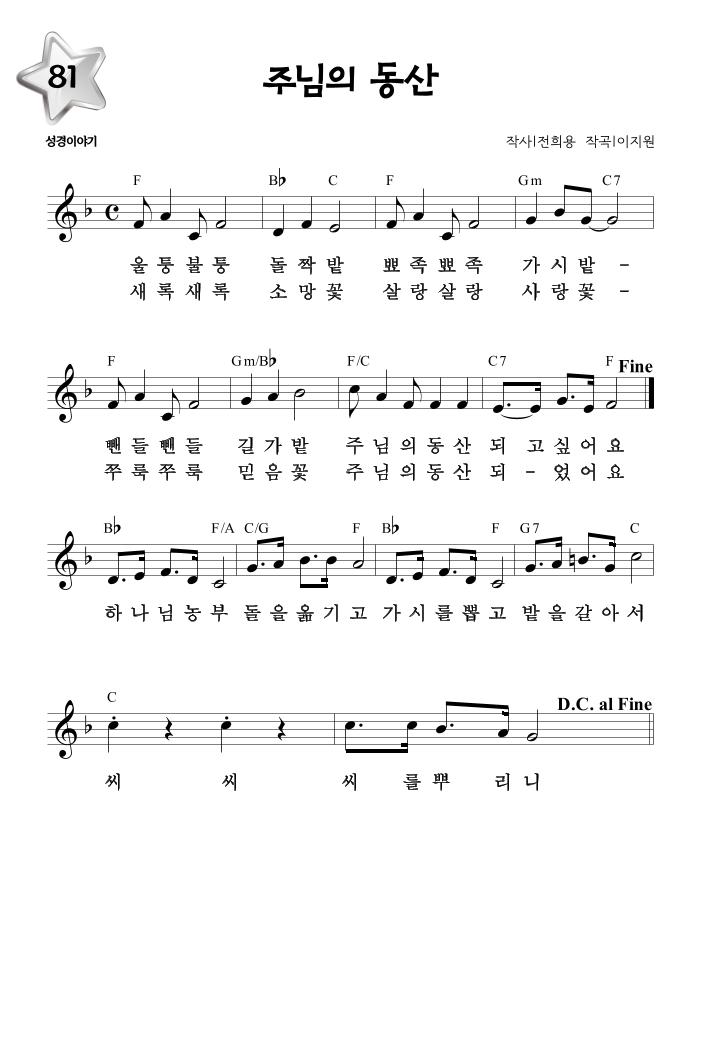 81
주님의 동산
성경이야기
작사|전희용 작곡|이지원
F B♭ C F Gm C7
울퉁불퉁 돌짝밭 뾰족뾰족 가시밭 -
새록새록 소망꽃 살랑살랑 사랑꽃 -
F Gm/B♭ F/C C7 F Fine
뺀들뺀들 길가밭 주님의동산 되 고싶어요
쭈룩쭈룩 믿음꽃 주님의동산 되 - 었어요
B♭ F/A C/G F B♭ F G7 C
하나님농부 돌을옮기고 가시를뽑고 밭을갈아서
C D.C. al Fine
씨 씨 씨 를뿌 리니